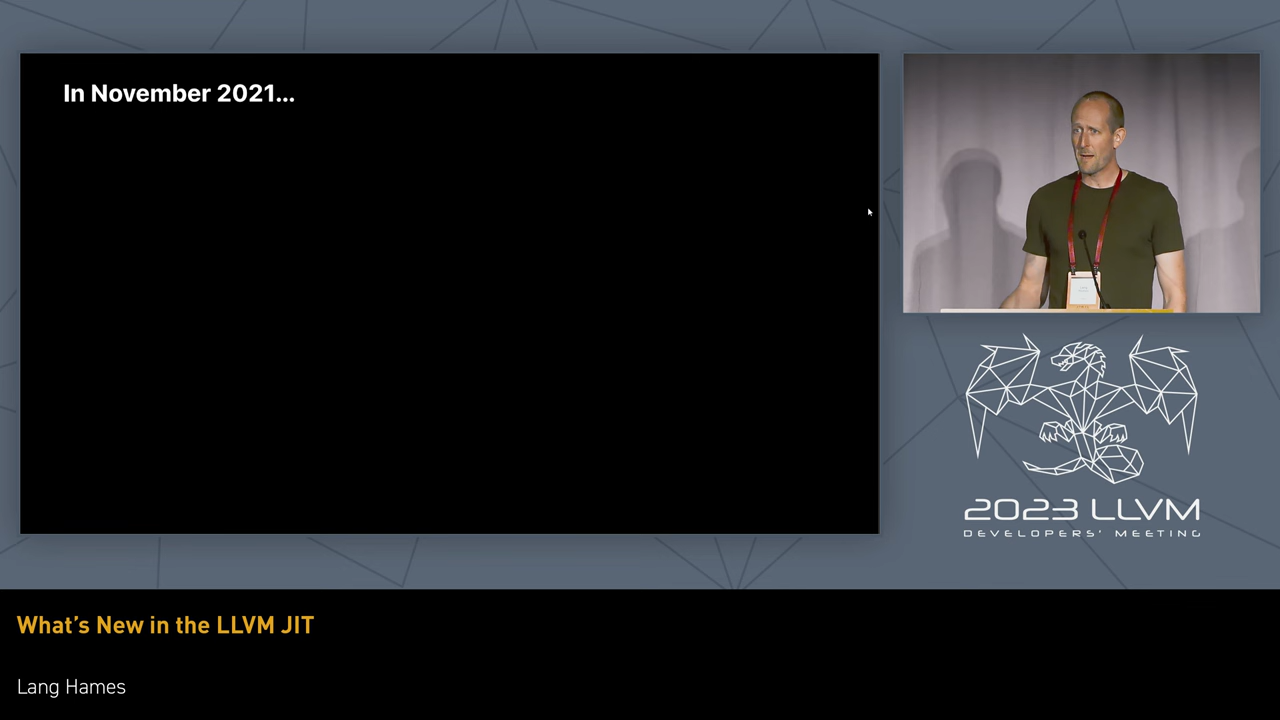 In November 2021...
2023 LLVM
DEVELOPERS' MEETING
What's New in the LLVM JIT
Lang Hames